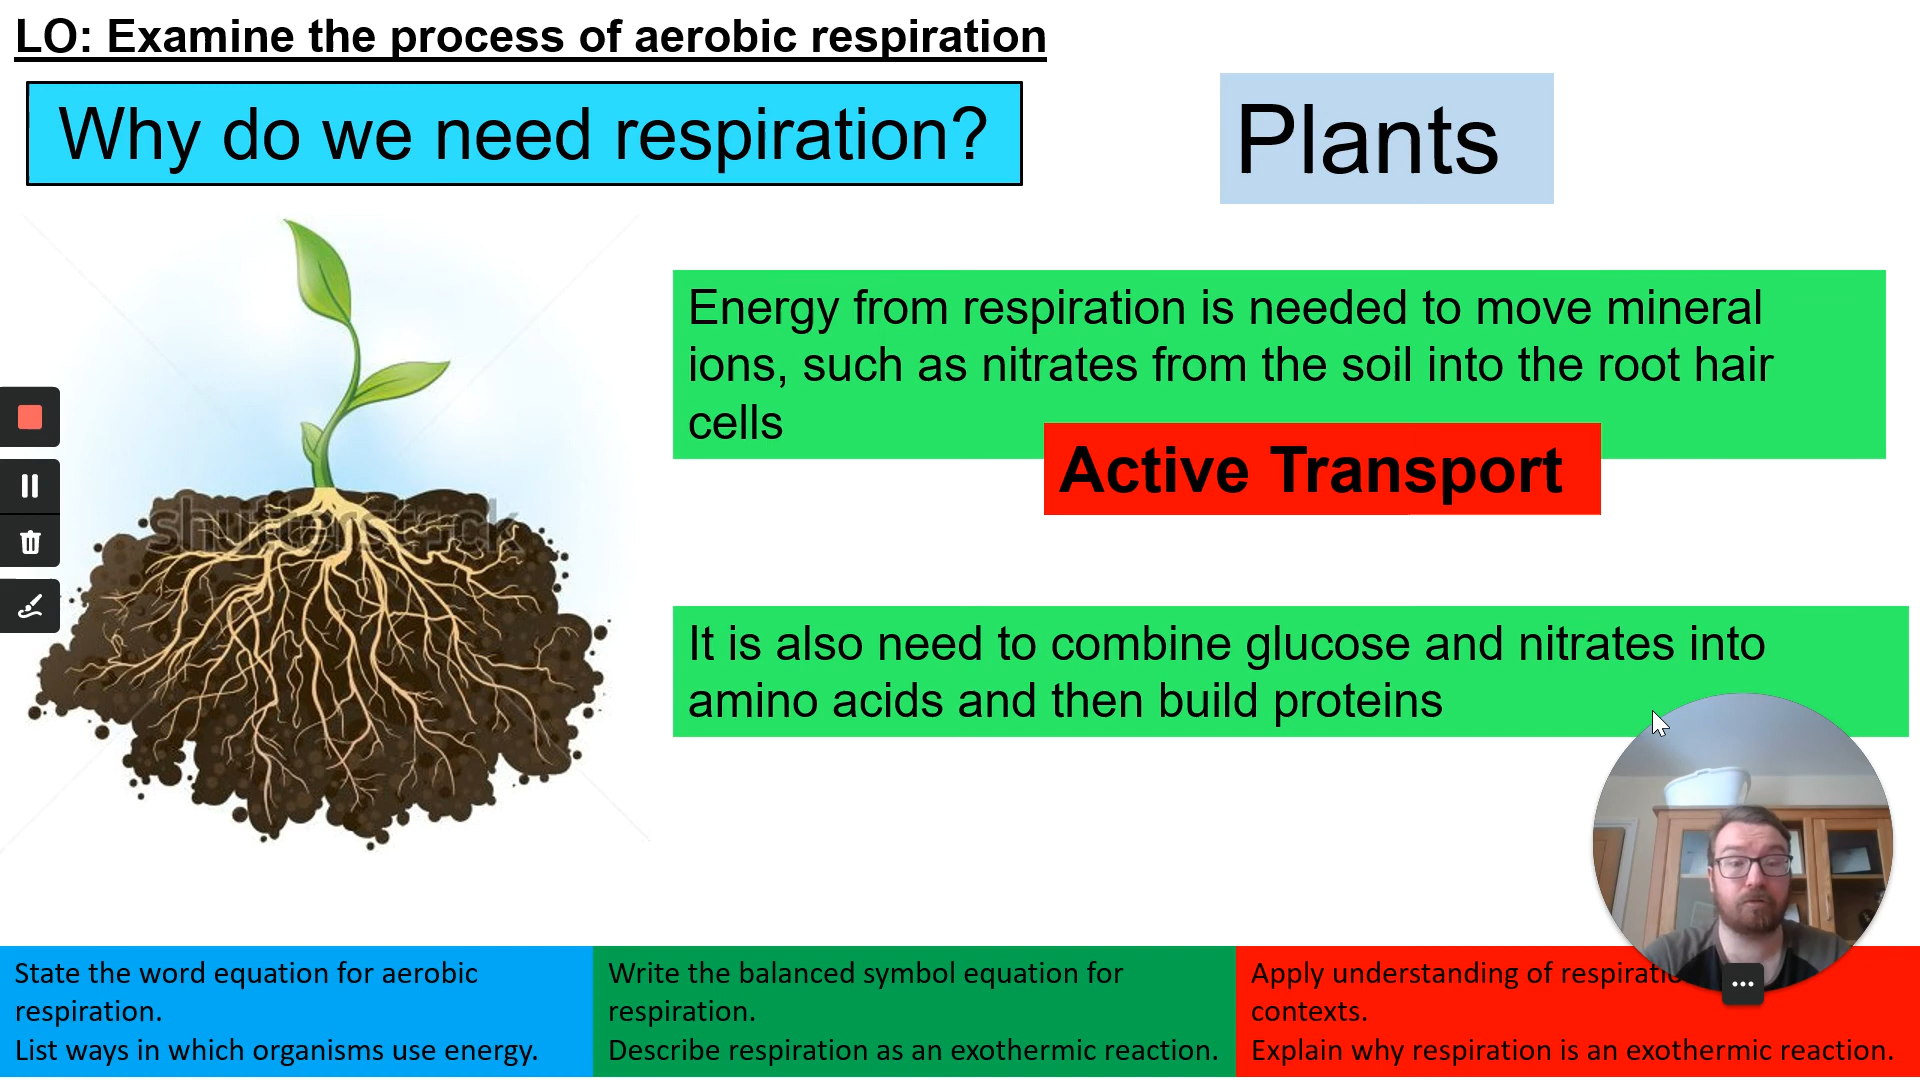 LO: Examine the process of aerobic respiration
Why do we need respiration?
Plants
Energy from respiration is needed to move mineral
ions, such as nitrates from the soil into the root hair
cells
Active Transport
shutterstock
It is also need to combine glucose and nitrates into
amino acids and then build proteins
State the word equation for aerobic
respiration.
List ways in which organisms use energy.
Write the balanced symbol equation for
respiration.
Describe respiration as an exothermic reaction.
Apply understanding of
contexts.
Explain why respiration is an exothermic reaction.